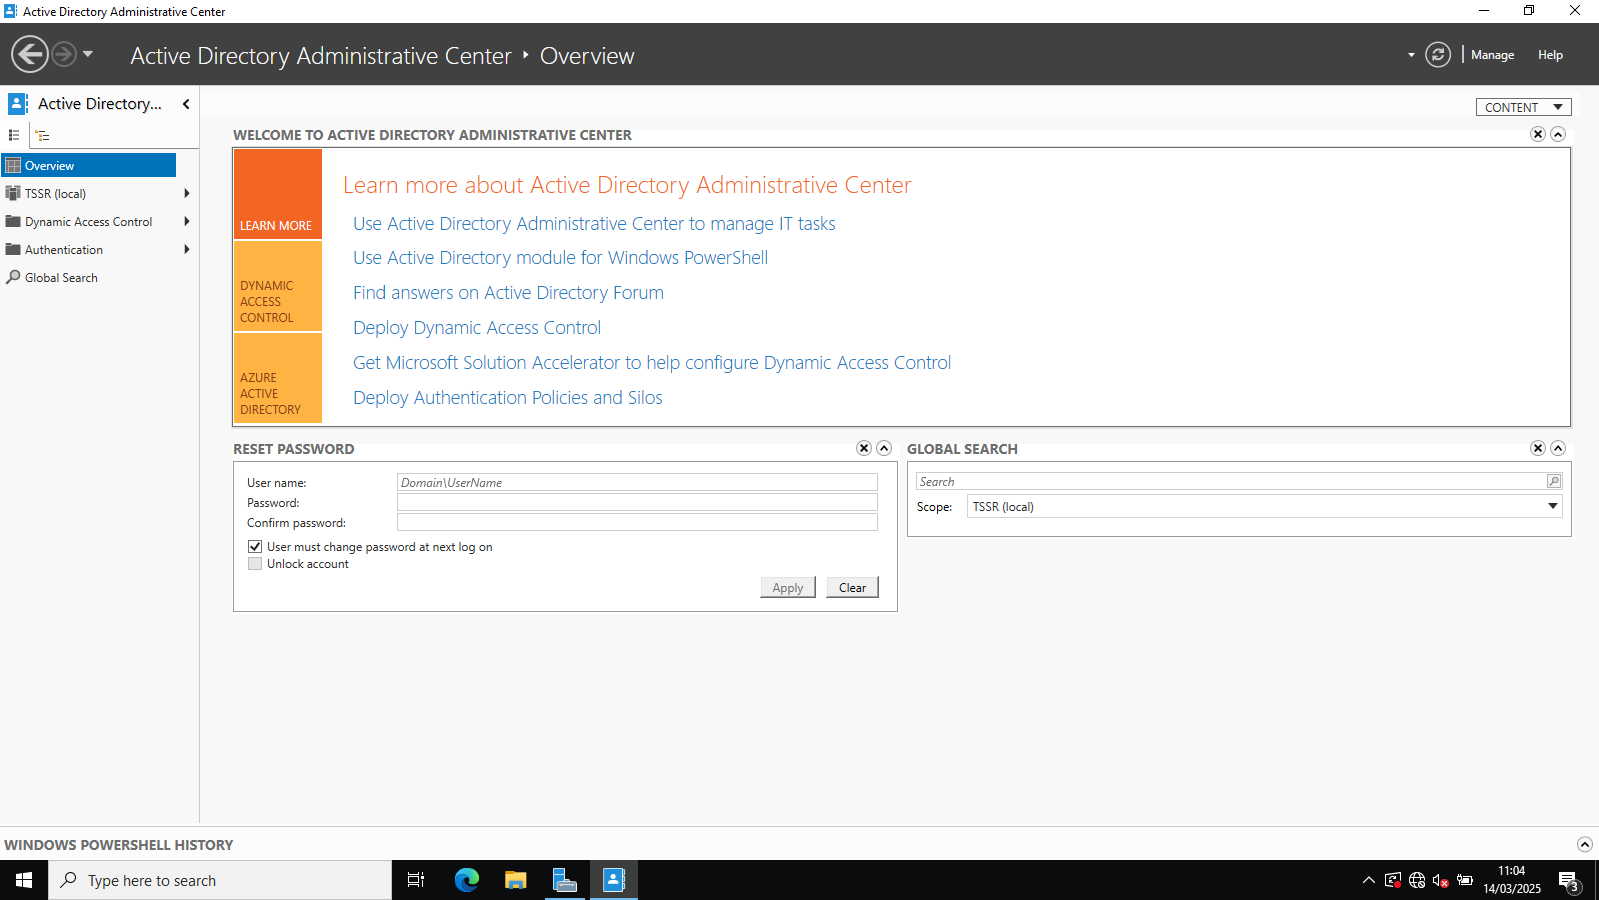 Active Directory Administrative Center
Active Directory Administrative Center • Overview
Manage
Help
Active Directory...
CONTENT
Overview
TSSR (local)
Dynamic Access Control
Authentication
Global Search
WELCOME TO ACTIVE DIRECTORY ADMINISTRATIVE CENTER
LEARN MORE
DYNAMIC
ACCESS
CONTROL
AZURE
ACTIVE
DIRECTORY
Learn more about Active Directory Administrative Center
Use Active Directory Administrative Center to manage IT tasks
Use Active Directory module for Windows PowerShell
Find answers on Active Directory Forum
Deploy Dynamic Access Control
Get Microsoft Solution Accelerator to help configure Dynamic Access Control
Deploy Authentication Policies and Silos
RESET PASSWORD
User name:
Domain\UserName
Password:
Confirm password:
User must change password at next log on
Unlock account
Apply
Clear
GLOBAL SEARCH
Search
Scope:
TSSR (local)
WINDOWS POWERSHELL HISTORY
Type here to search
11:04
14/03/2025
3